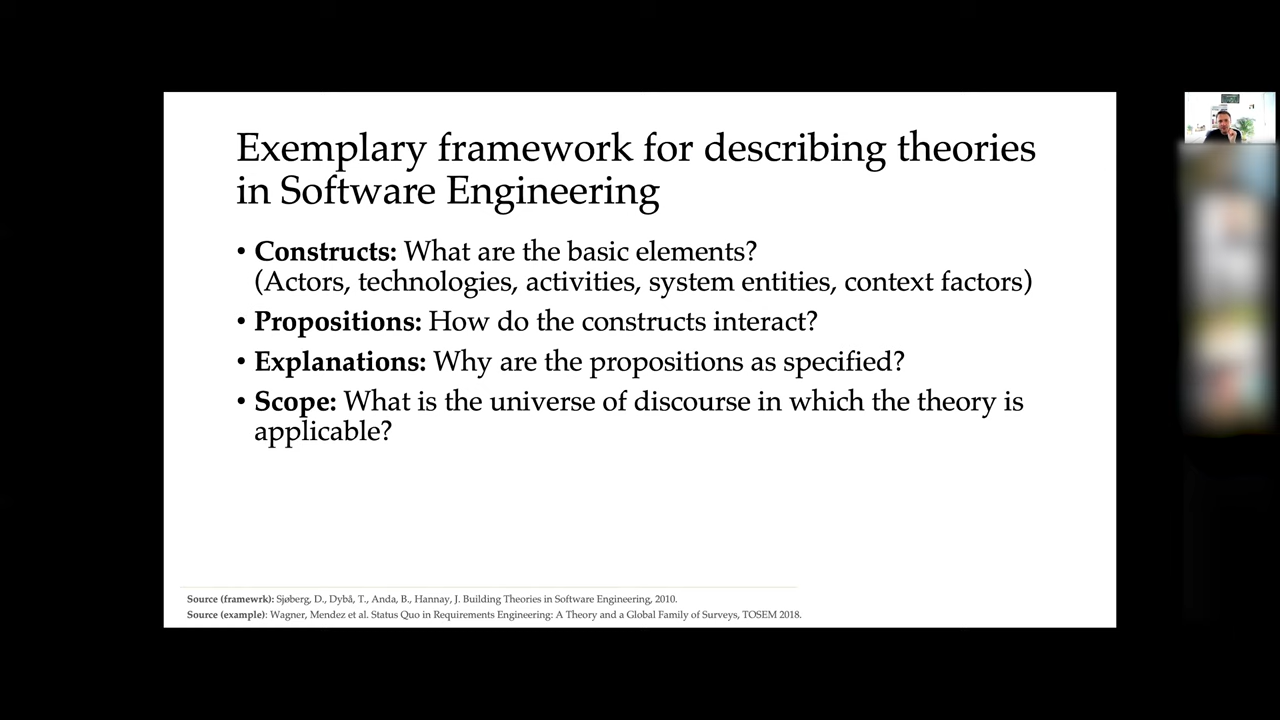 Exemplary framework for describing theories
in Software Engineering
• Constructs: What are the basic elements?
(Actors, technologies, activities, system entities, context factors)
• Propositions: How do the constructs interact?
• Explanations: Why are the propositions as specified?
• Scope: What is the universe of discourse in which the theory is
applicable?
Source (framewrk): Sjøberg, D., Dybå, T., Anda, B., Hannay, J. Building Theories in Software Engineering, 2010.
Source (example): Wagner, Mendez et al. Status Quo in Requirements Engineering: A Theory and a Global Family of Surveys, TOSEM 2018.